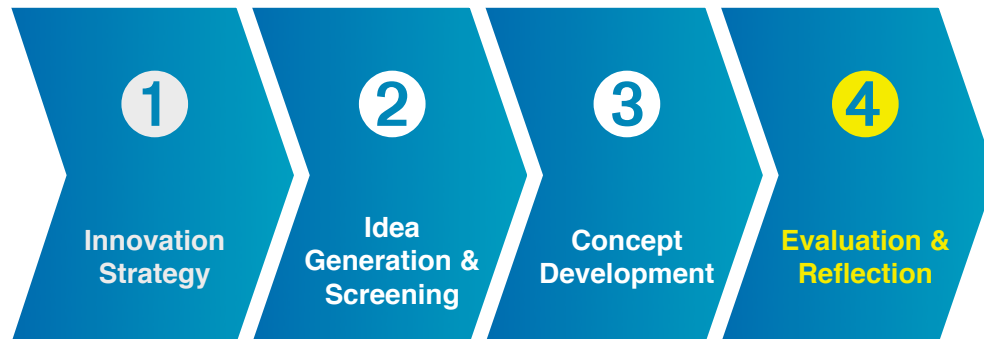 1
Innovation
Strategy
2
Idea
Generation &
Screening
3
Concept
Development
4
Evaluation &
Reflection